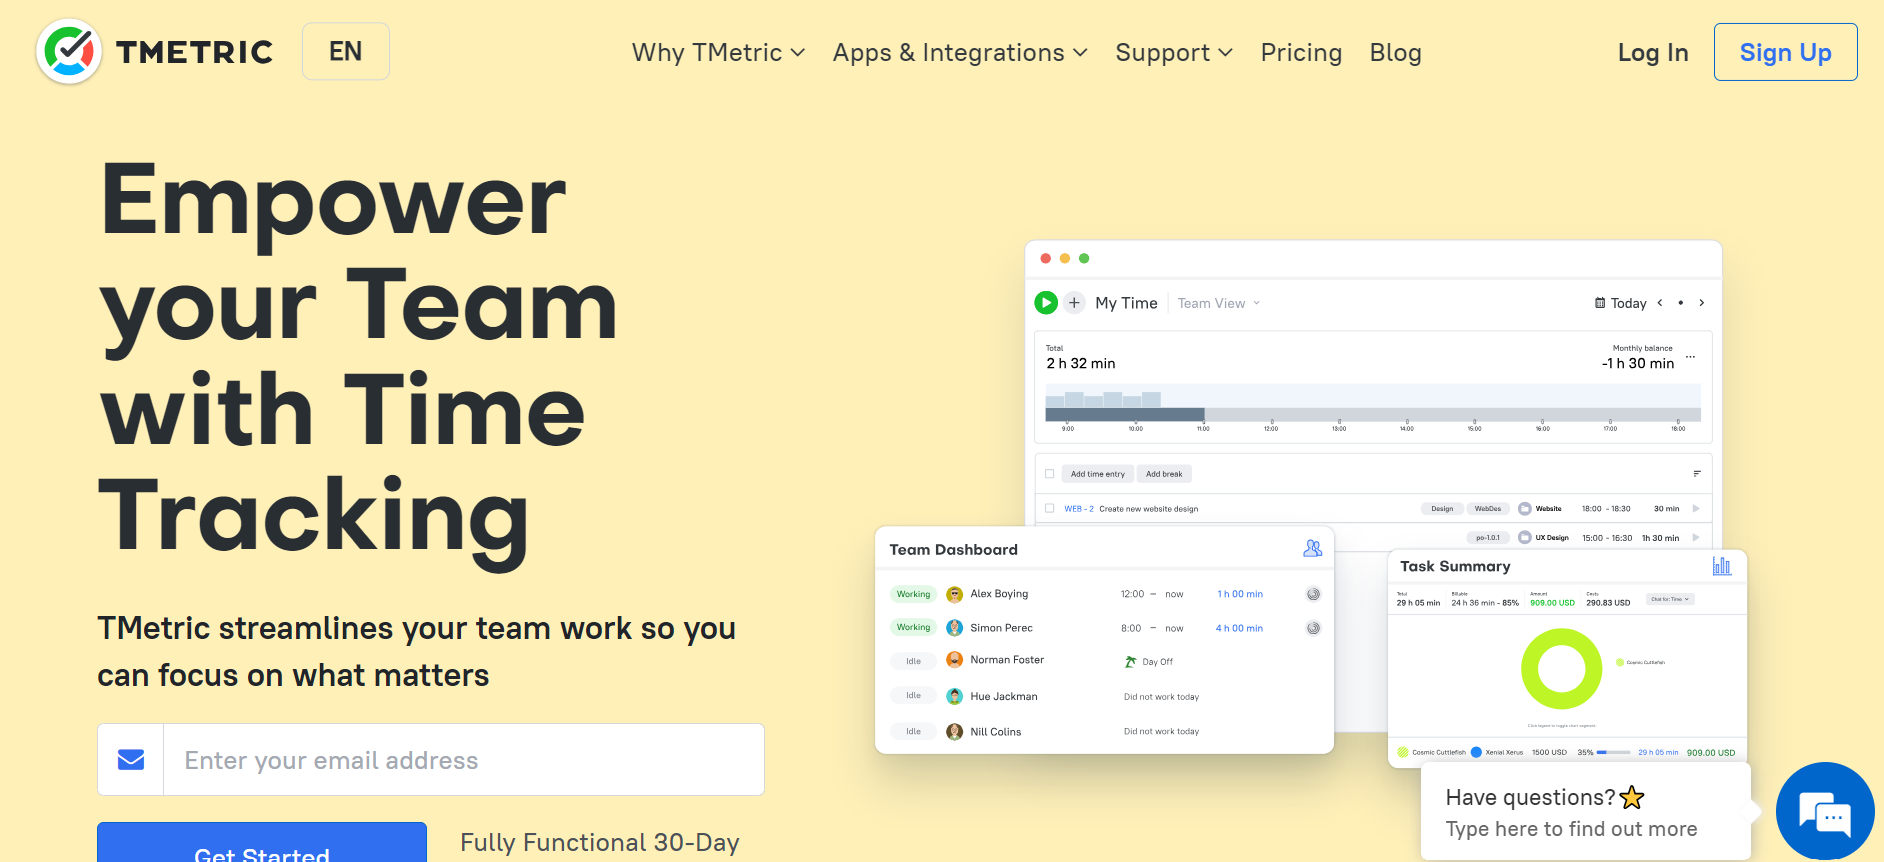 TMETRIC
EN
Why TMetric
Apps & Integrations
Support
Pricing
Blog
Log In
Sign Up
Empower
your Team
with Time
Tracking
TMetric streamlines your team work so you
can focus on what matters
Enter your email address
Get Started
Fully Functional 30-Day
My Time
Team View
Today
Total
Monthly balance
2 h 32 min
-1 h 30 min
9:00 10:00 11:00 12:00 13:00 14:00 15:00 16:00 17:00 18:00
Add time entry
Add break
WEB - 2 Create new website design Design WebDes Website 18:00 - 18:30 30 min
po-1.0.1 UX Design 15:00 - 16:30 1h 30 min
Team Dashboard
Working Alex Boying 12:00 – now 1 h 00 min
Working Simon Perec 8:00 – now 4 h 00 min
Idle Norman Foster Day Off
Idle Hue Jackman Did not work today
Idle Nill Colins Did not work today
Task Summary
Total Billable Amount Costs
29 h 05 min 24 h 36 min - 85% 909.00 USD 290.83 USD
Chat for: Time
Cosmic Cuttlefish
Click legend to toggle chart segments
Cosmic Cuttlefish Xenial Xerus 1500 USD 35% 29 h 05 min 909.00 USD
Have questions?
Type here to find out more